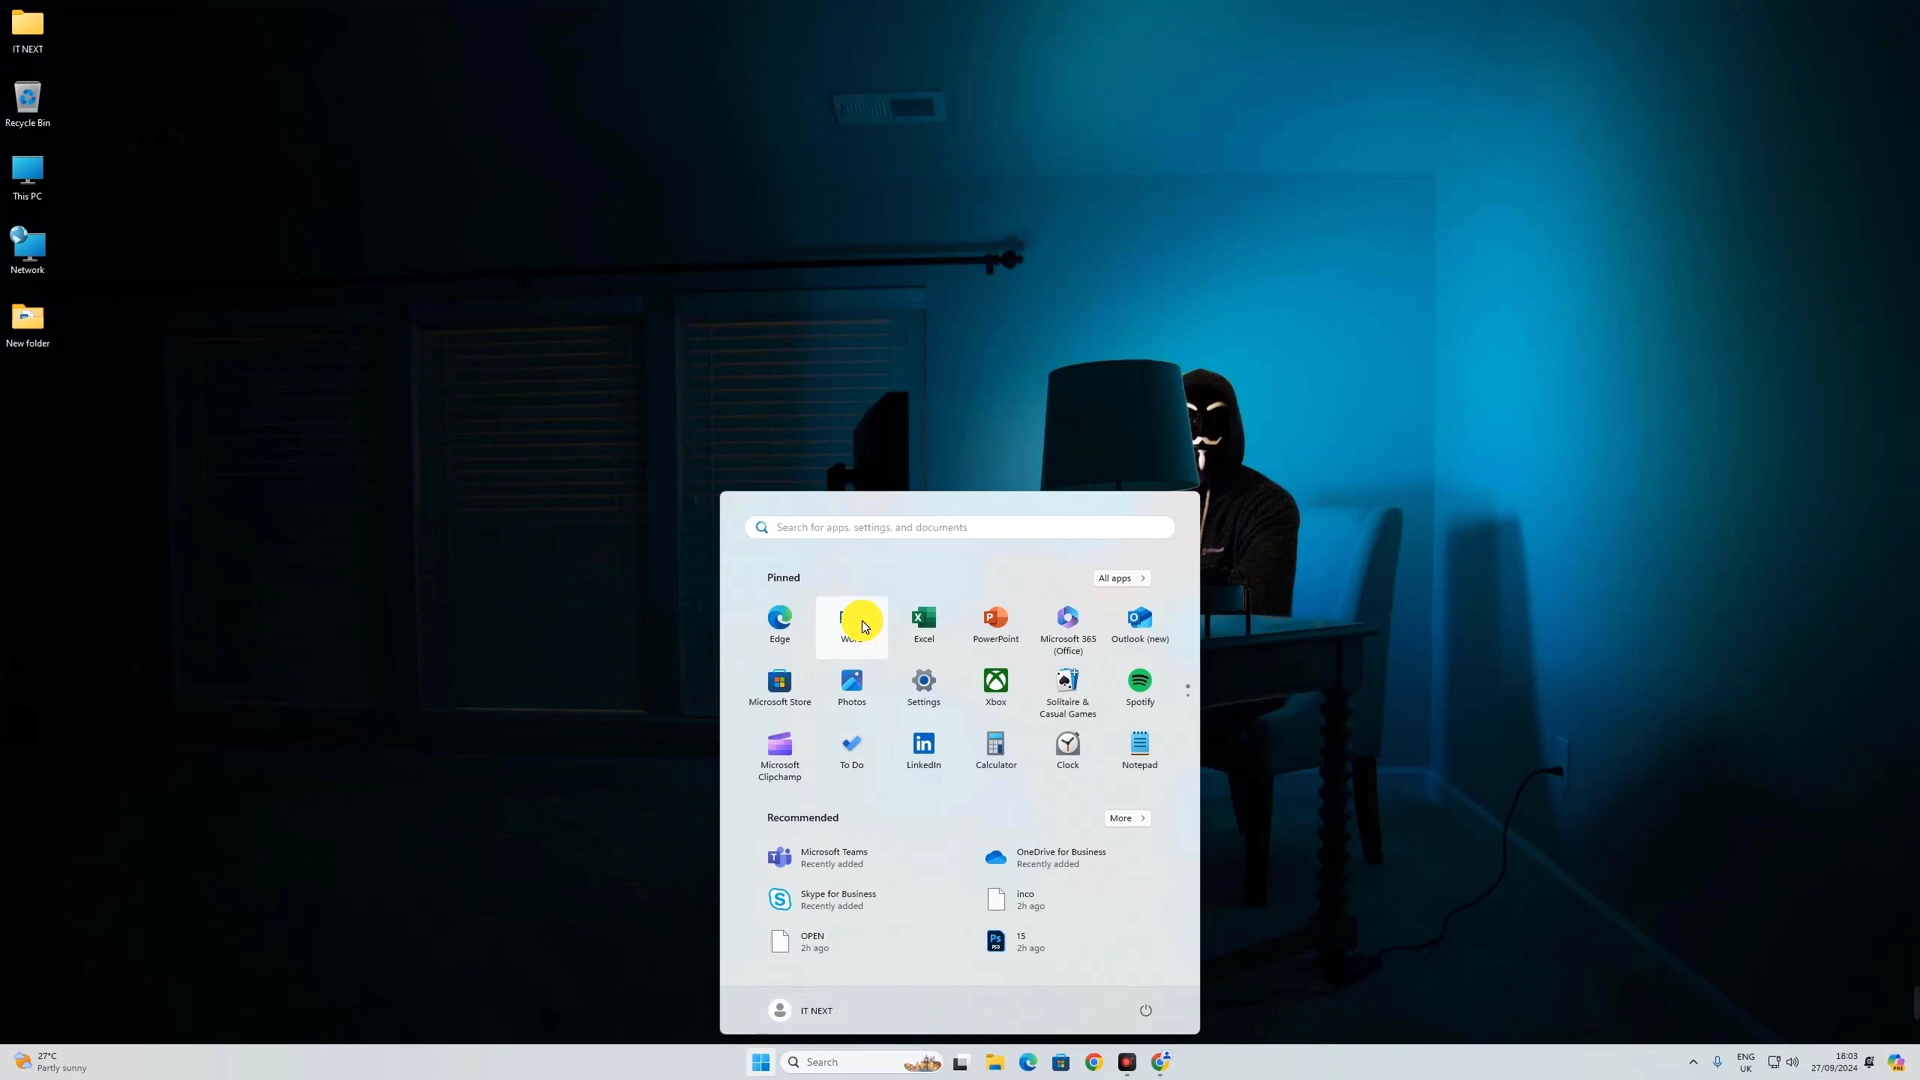 IT NEXT
Recycle Bin
This PC
Network
New folder
Search for apps, settings, and documents
Pinned
All apps
Edge
Excel
PowerPoint
Microsoft 365
(Office)
Outlook (new)
Microsoft Store
Photos
Settings
Xbox
Solitaire &
Casual Games
Spotify
Microsoft
Clipchamp
To Do
LinkedIn
Calculator
Clock
Notepad
Recommended
More
Microsoft Teams
Recently added
OneDrive for Business
Recently added
Skype for Business
Recently added
inco
2h ago
OPEN
2h ago
15
2h ago
IT NEXT
27°C
Partly sunny
Search
ENG
UK
18:03
27/09/2024